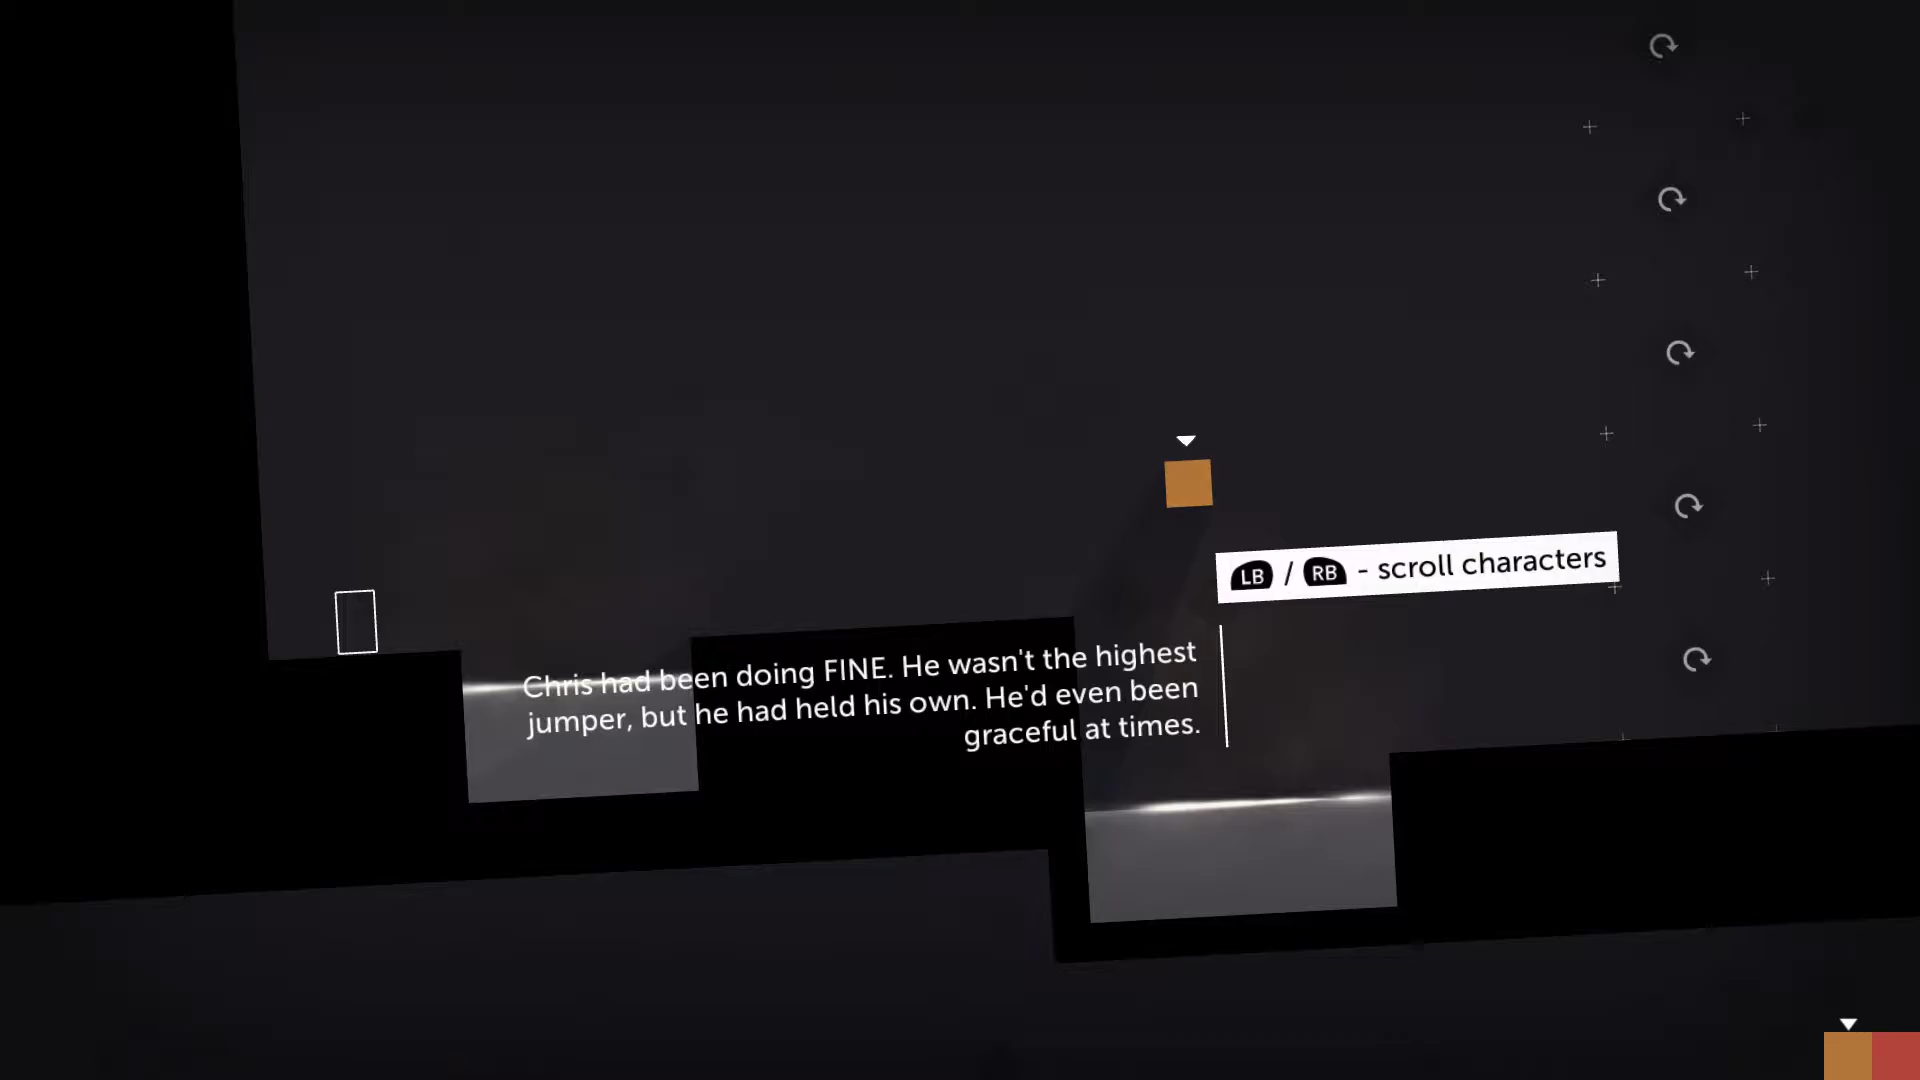 LB / RB - scroll characters
Chris had been doing FINE. He wasn't the highest
jumper, but he had held his own. He'd even been
graceful at times.